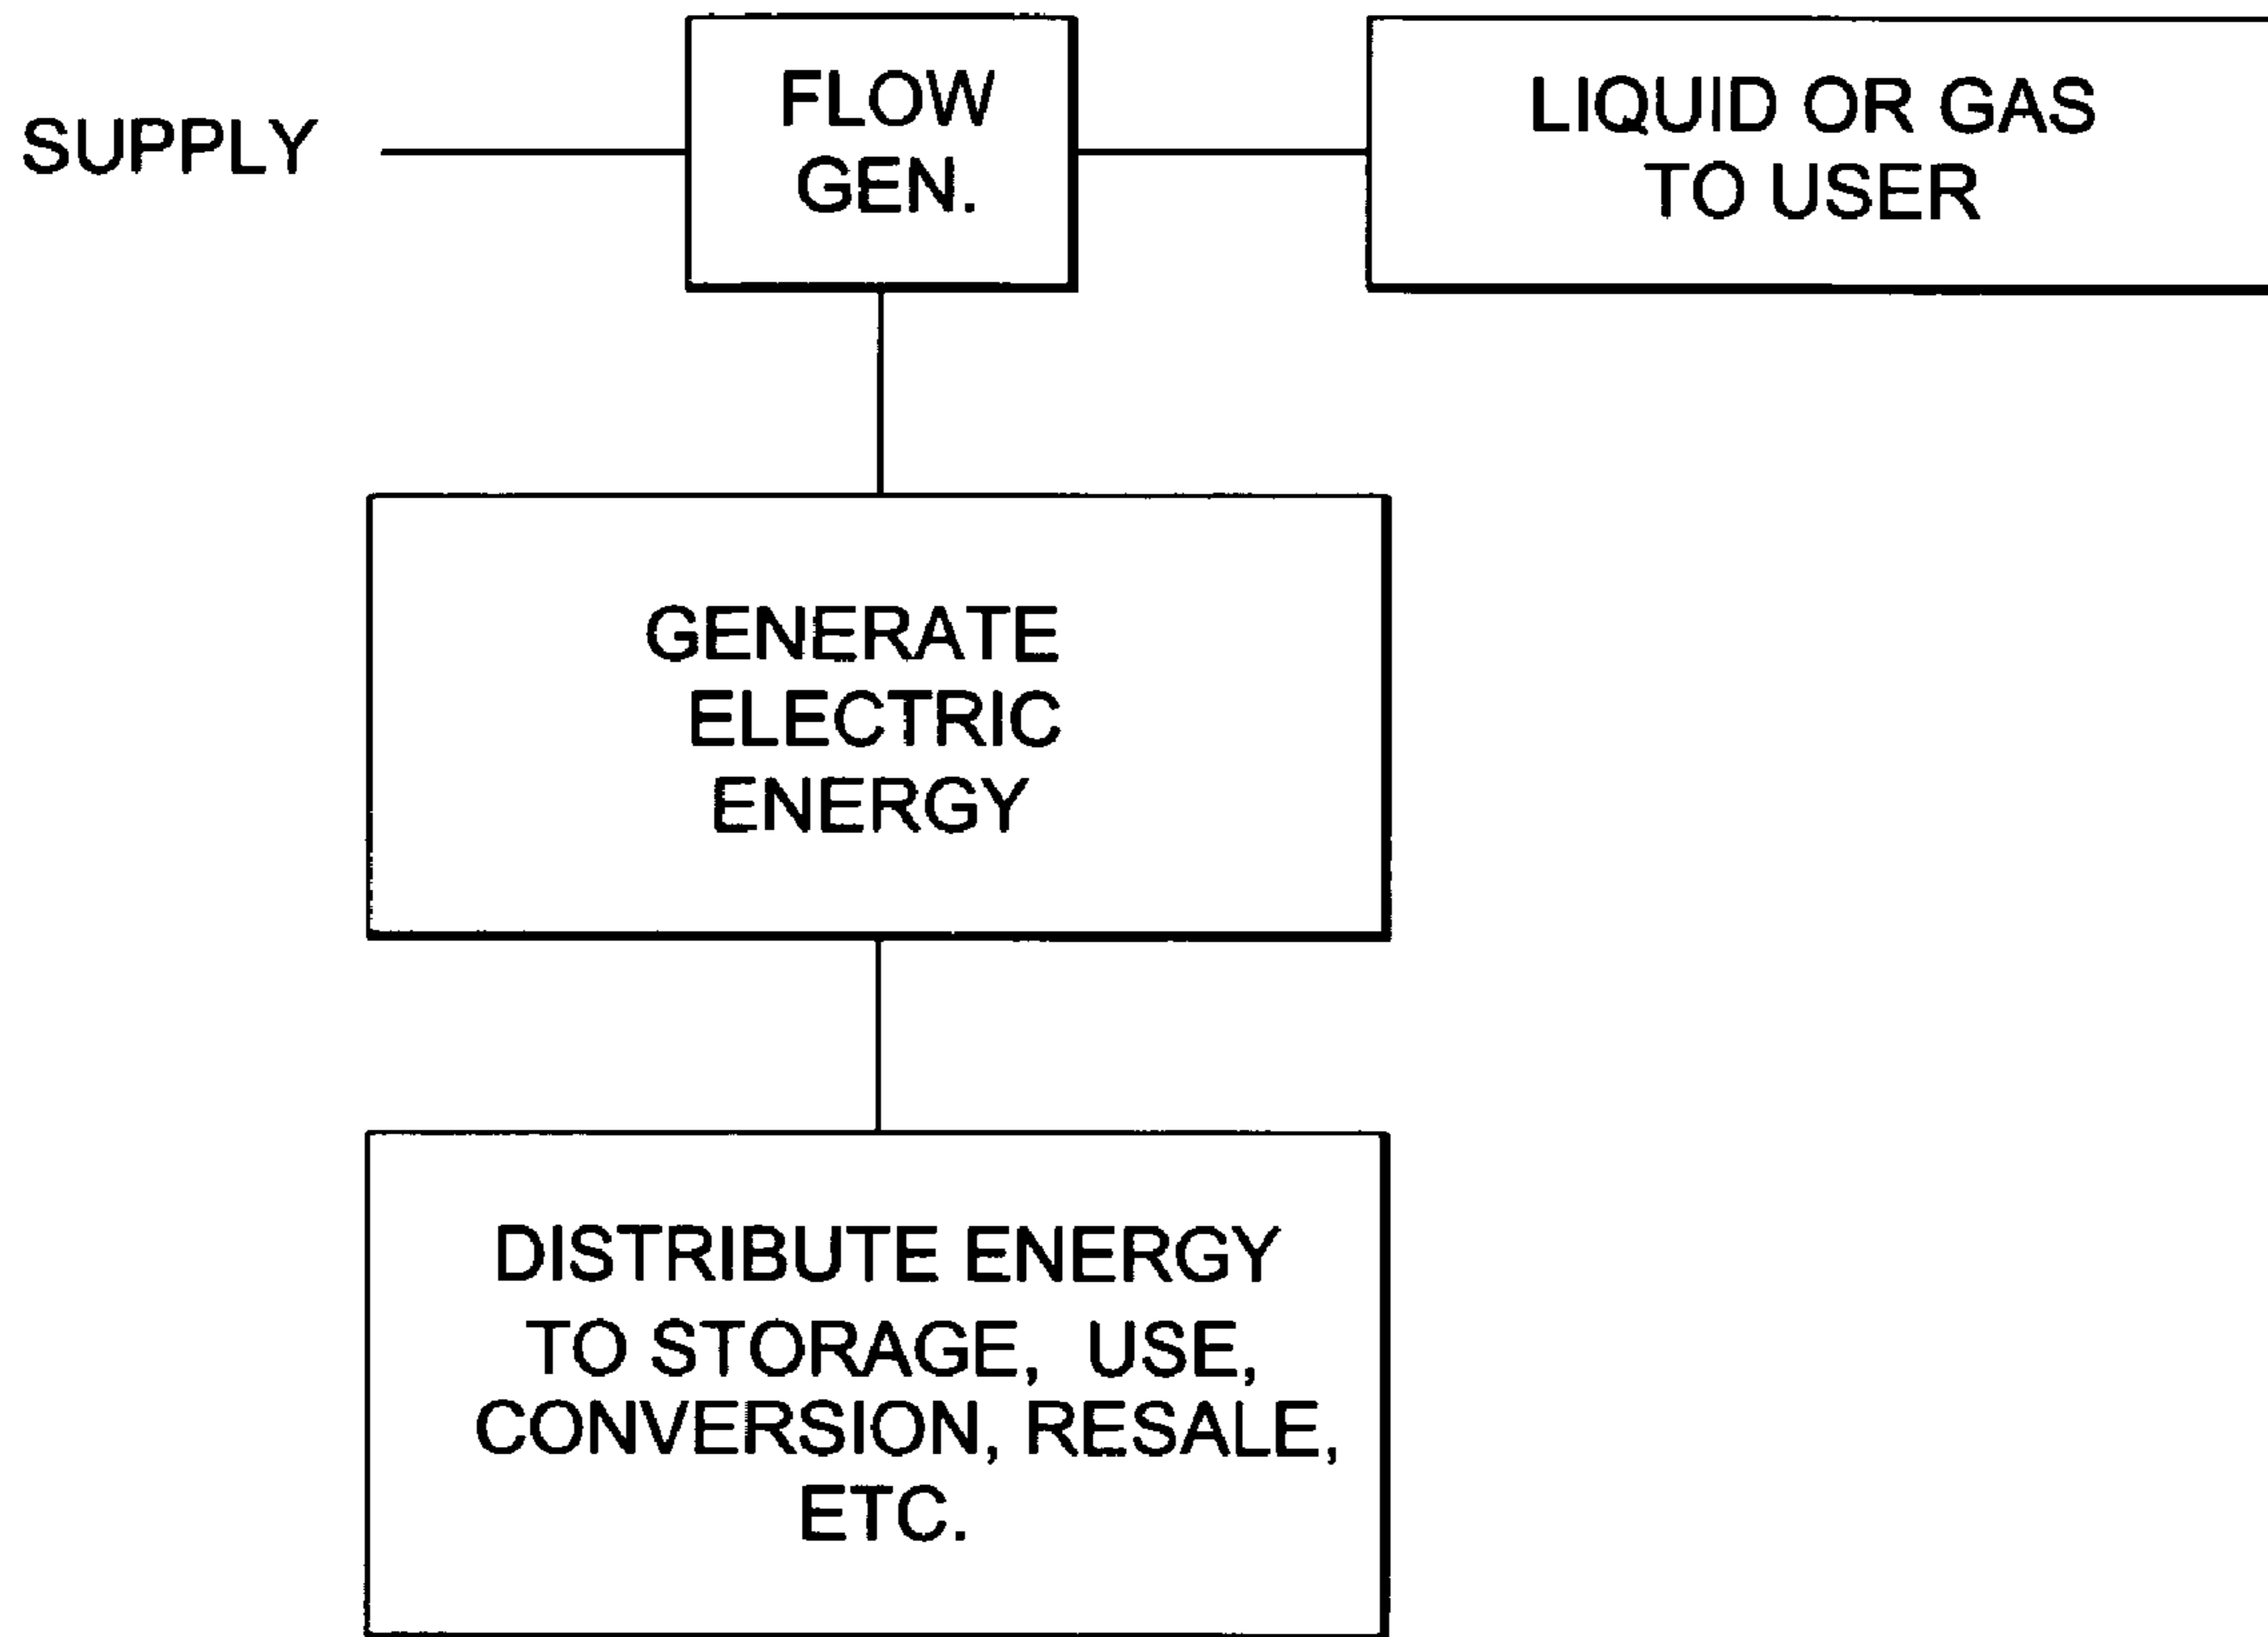 SUPPLY
FLOW
GEN.
LIQUID OR GAS
TO USER
GENERATE
ELECTRIC
ENERGY
DISTRIBUTE ENERGY
TO STORAGE, USE,
CONVERSION, RESALE,
ETC.